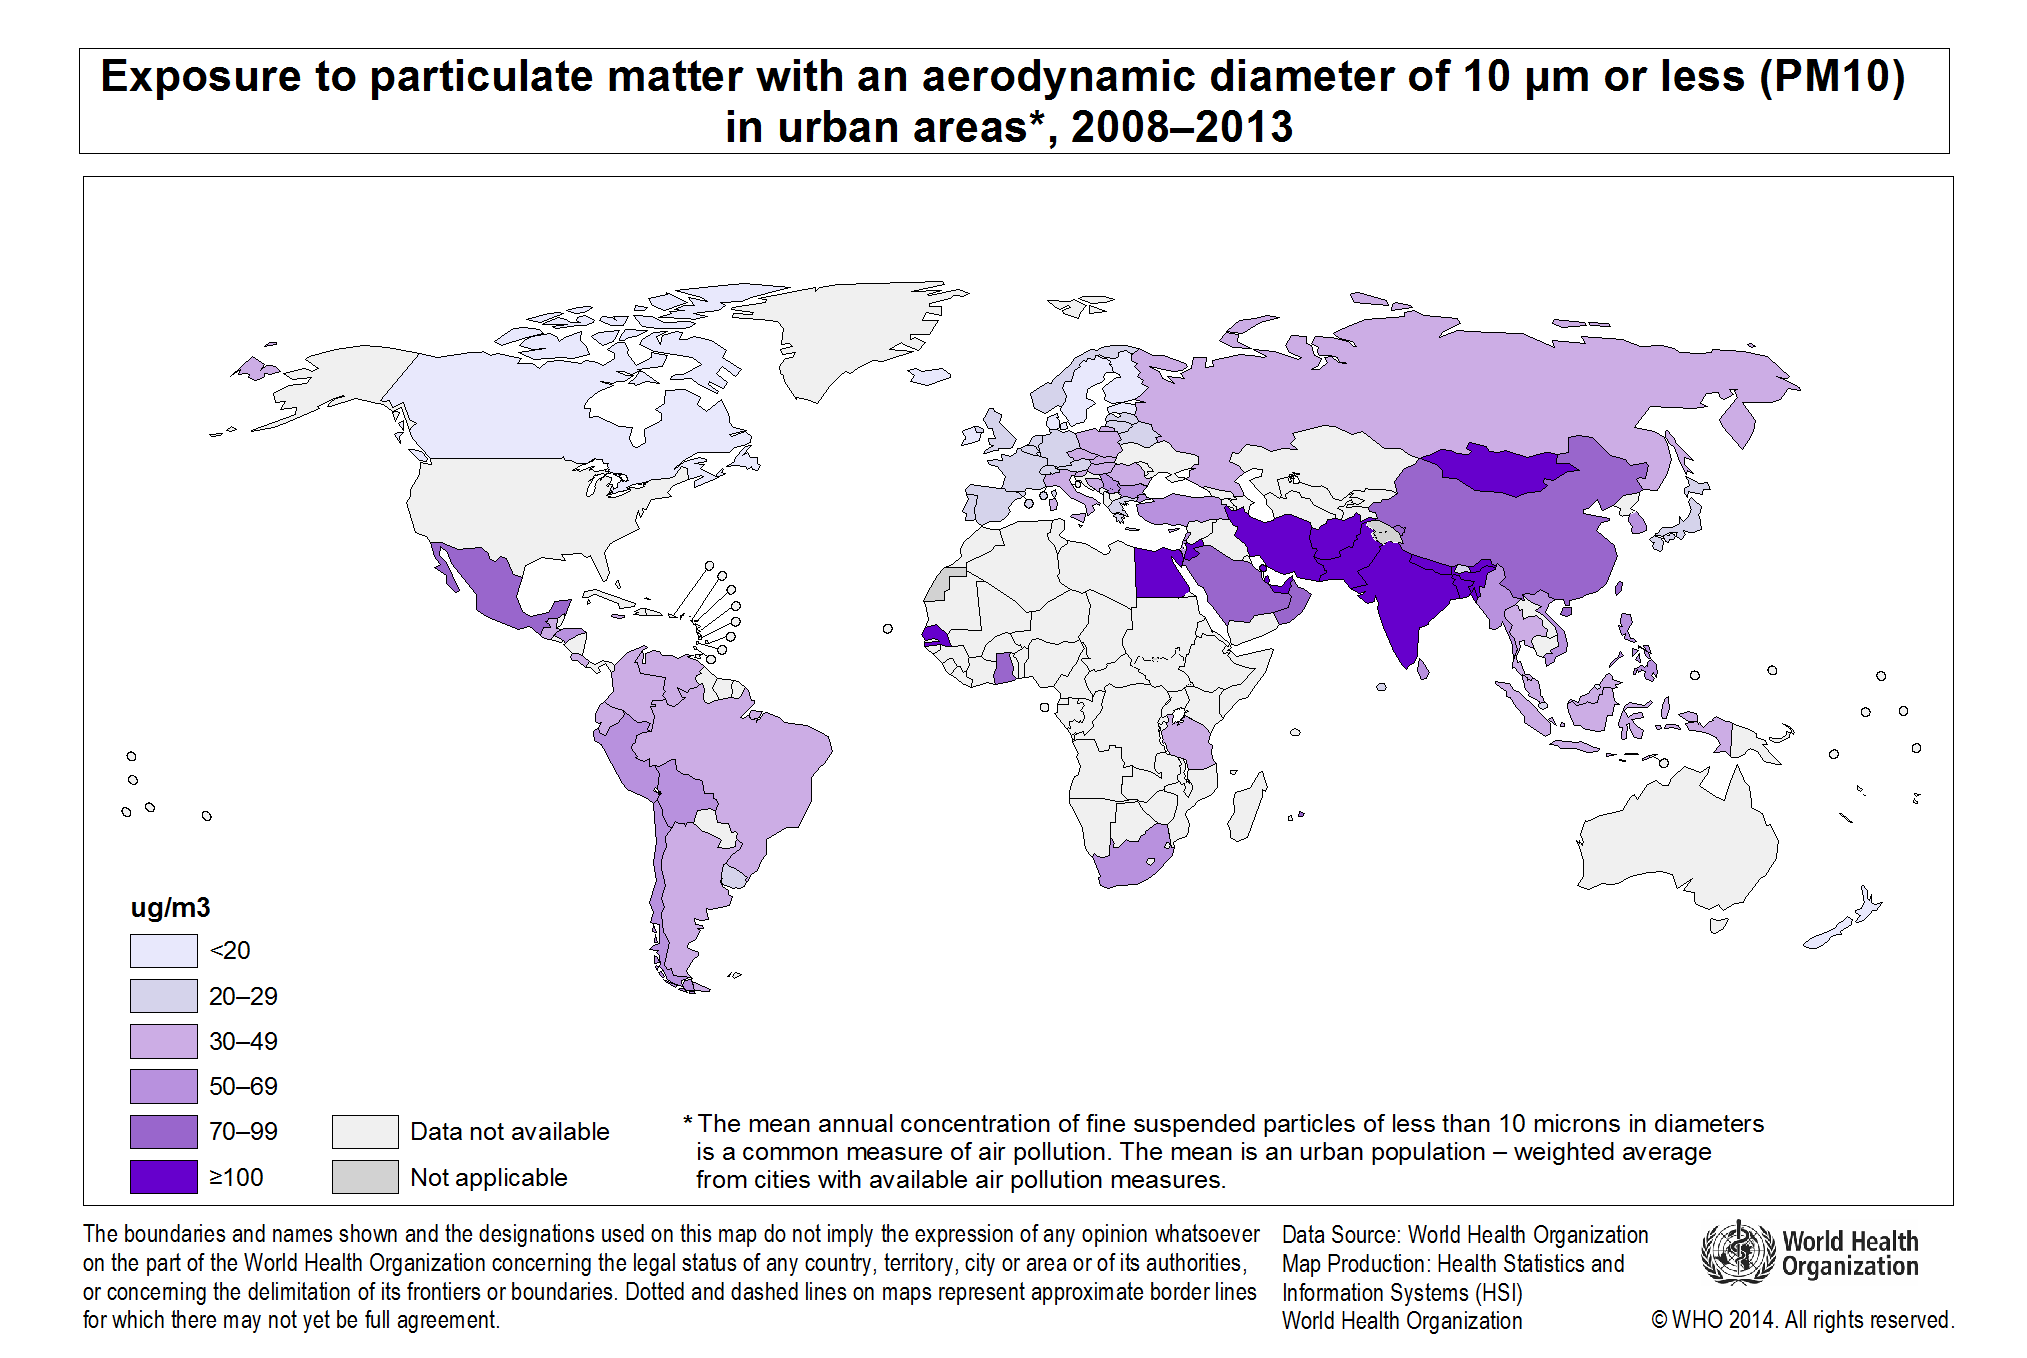 Exposure to particulate matter with an aerodynamic diameter of 10 µm or less (PM10)
in urban areas*, 2008–2013
ug/m3
<20
20–29
30–49
50–69
70–99
≥100
Data not available
Not applicable
* The mean annual concentration of fine suspended particles of less than 10 microns in diameters
is a common measure of air pollution. The mean is an urban population – weighted average
from cities with available air pollution measures.
The boundaries and names shown and the designations used on this map do not imply the expression of any opinion whatsoever
on the part of the World Health Organization concerning the legal status of any country, territory, city or area or of its authorities,
or concerning the delimitation of its frontiers or boundaries. Dotted and dashed lines on maps represent approximate border lines
for which there may not yet be full agreement.
Data Source: World Health Organization
Map Production: Health Statistics and
Information Systems (HSI)
World Health Organization
World Health
Organization
© WHO 2014. All rights reserved.